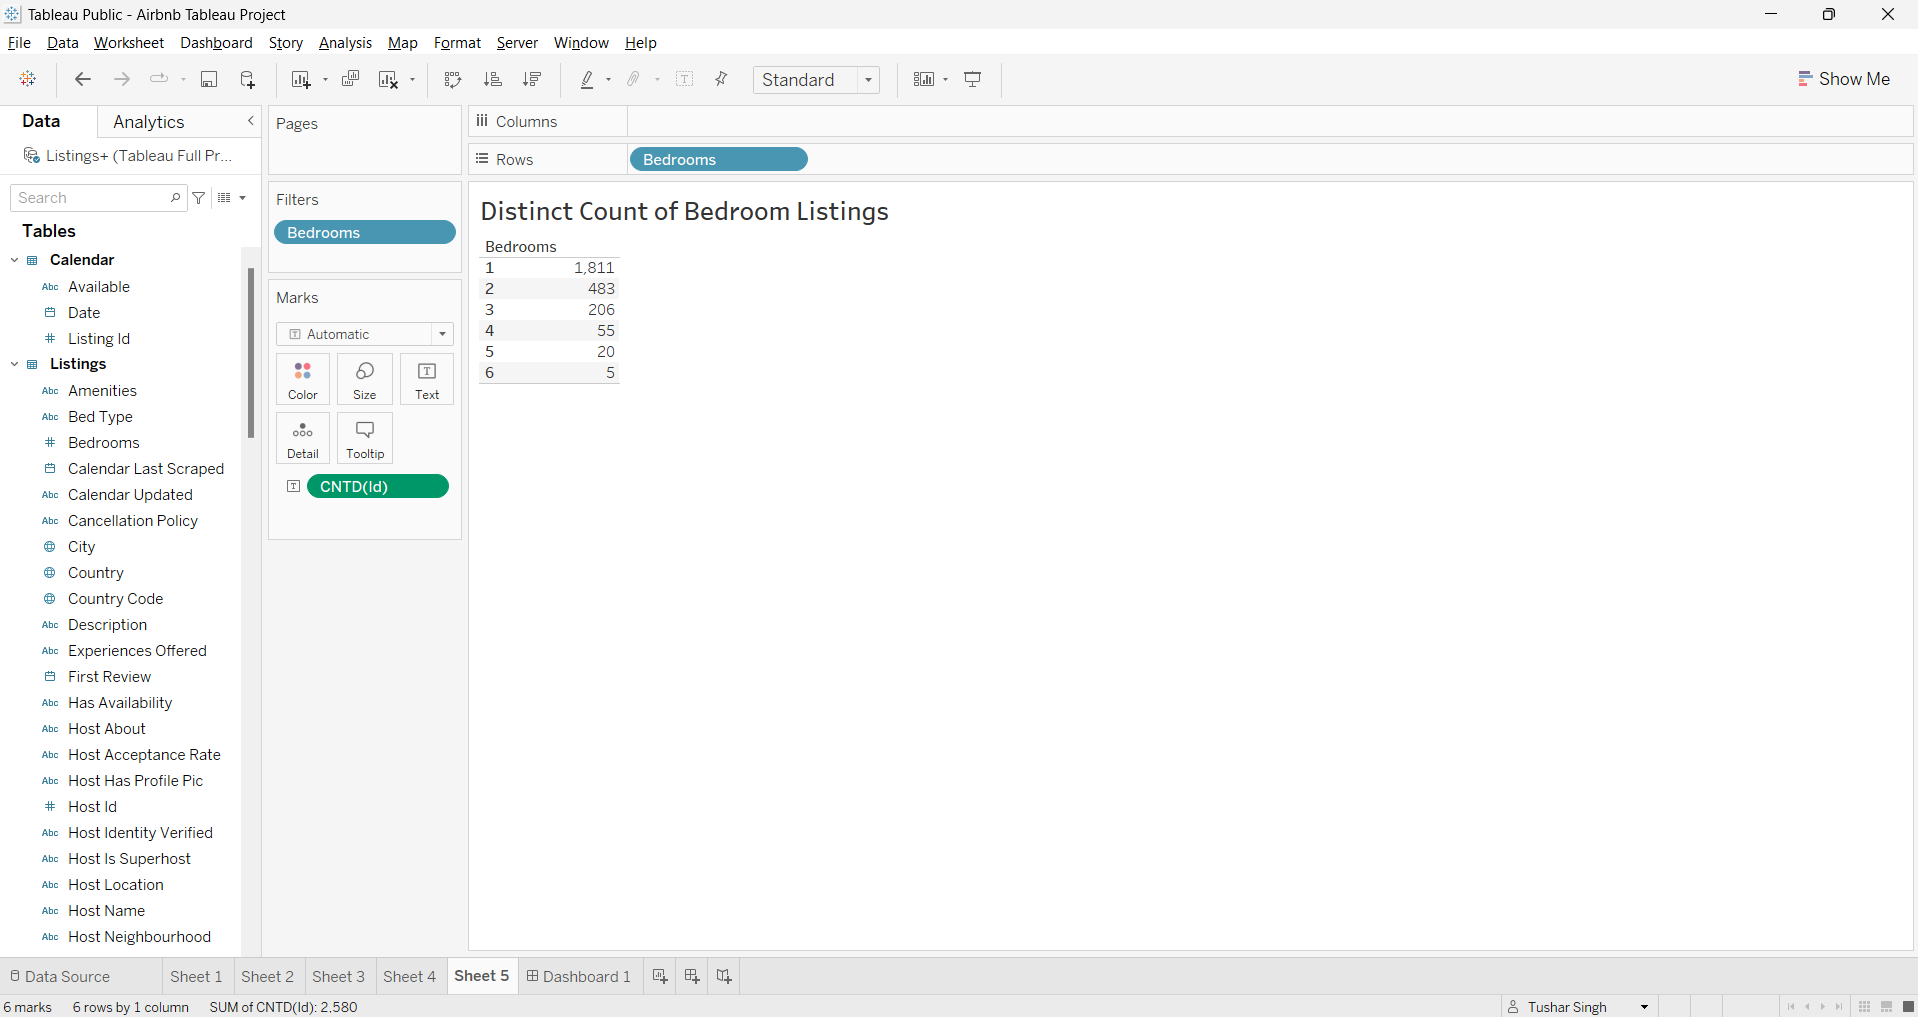 Tableau Public - Airbnb Tableau Project
File Data Worksheet Dashboard Story Analysis Map Format Server Window Help
Standard
Show Me
Data Analytics
Listings+ (Tableau Full Pr...
Search
Tables
Calendar
Abc Available
Date
# Listing Id
Listings
Abc Amenities
Abc Bed Type
# Bedrooms
Calendar Last Scraped
Abc Calendar Updated
Abc Cancellation Policy
City
Country
Country Code
Abc Description
Abc Experiences Offered
First Review
Abc Has Availability
Abc Host About
Abc Host Acceptance Rate
Abc Host Has Profile Pic
# Host Id
Abc Host Identity Verified
Abc Host Is Superhost
Abc Host Location
Abc Host Name
Abc Host Neighbourhood
Pages
Filters
Bedrooms
Marks
T Automatic
Color Size T Text
Detail Tooltip
T CNTD(Id)
Columns
Rows Bedrooms
Distinct Count of Bedroom Listings
Bedrooms
1 1,811
2 483
3 206
4 55
5 20
6 5
Data Source Sheet 1 Sheet 2 Sheet 3 Sheet 4 Sheet 5 Dashboard 1
6 marks 6 rows by 1 column SUM of CNTD(Id): 2,580
Tushar Singh